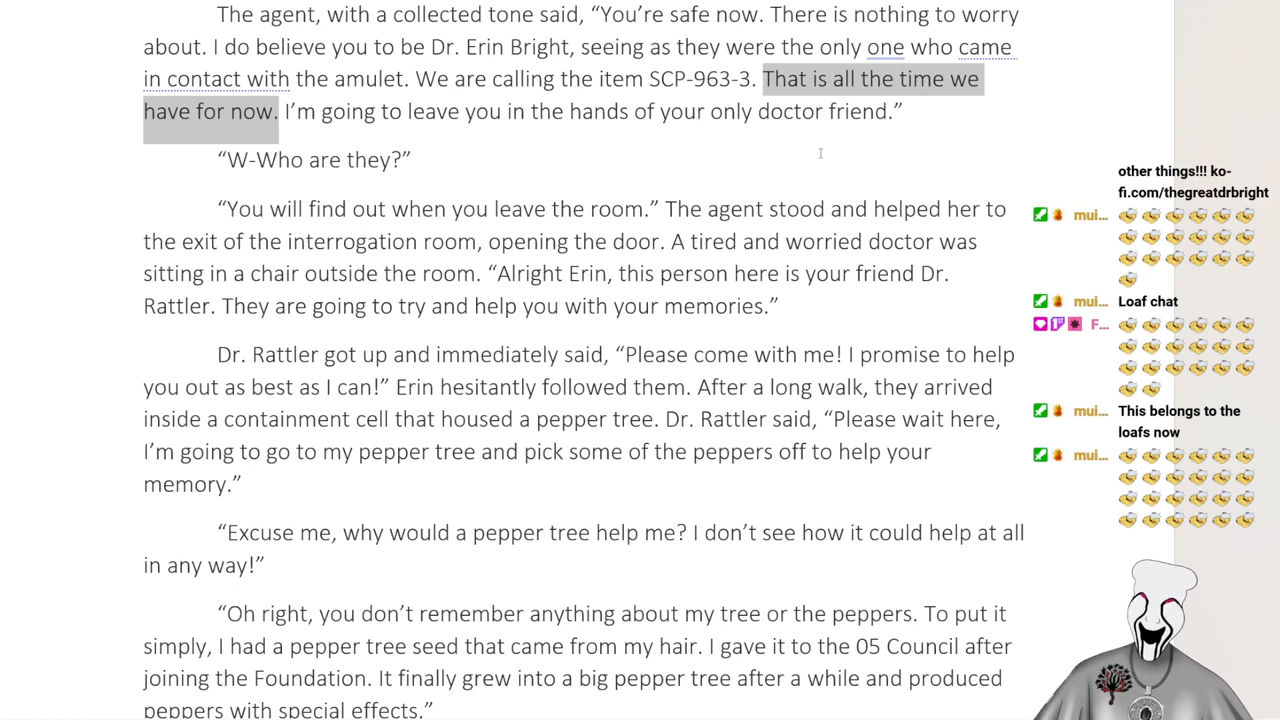 The agent, with a collected tone said, “You’re safe now. There is nothing to worry
about. I do believe you to be Dr. Erin Bright, seeing as they were the only one who came
in contact with the amulet. We are calling the item SCP-963-3. That is all the time we
have for now. I’m going to leave you in the hands of your only doctor friend.”
“W-Who are they?”
“You will find out when you leave the room.” The agent stood and helped her to
the exit of the interrogation room, opening the door. A tired and worried doctor was
sitting in a chair outside the room. “Alright Erin, this person here is your friend Dr.
Rattler. They are going to try and help you with your memories.”
Dr. Rattler got up and immediately said, “Please come with me! I promise to help
you out as best as I can!” Erin hesitantly followed them. After a long walk, they arrived
inside a containment cell that housed a pepper tree. Dr. Rattler said, “Please wait here,
I’m going to go to my pepper tree and pick some of the peppers off to help your
memory.”
“Excuse me, why would a pepper tree help me? I don’t see how it could help at all
in any way!”
“Oh right, you don’t remember anything about my tree or the peppers. To put it
simply, I had a pepper tree seed that came from my hair. I gave it to the 05 Council after
joining the Foundation. It finally grew into a big pepper tree after a while and produced
peppers with special effects.”
other things!!! ko-
fi.com/thegreatdrbright
mui...
mui... Loaf chat
F...
mui... This belongs to the
loafs now
mui...